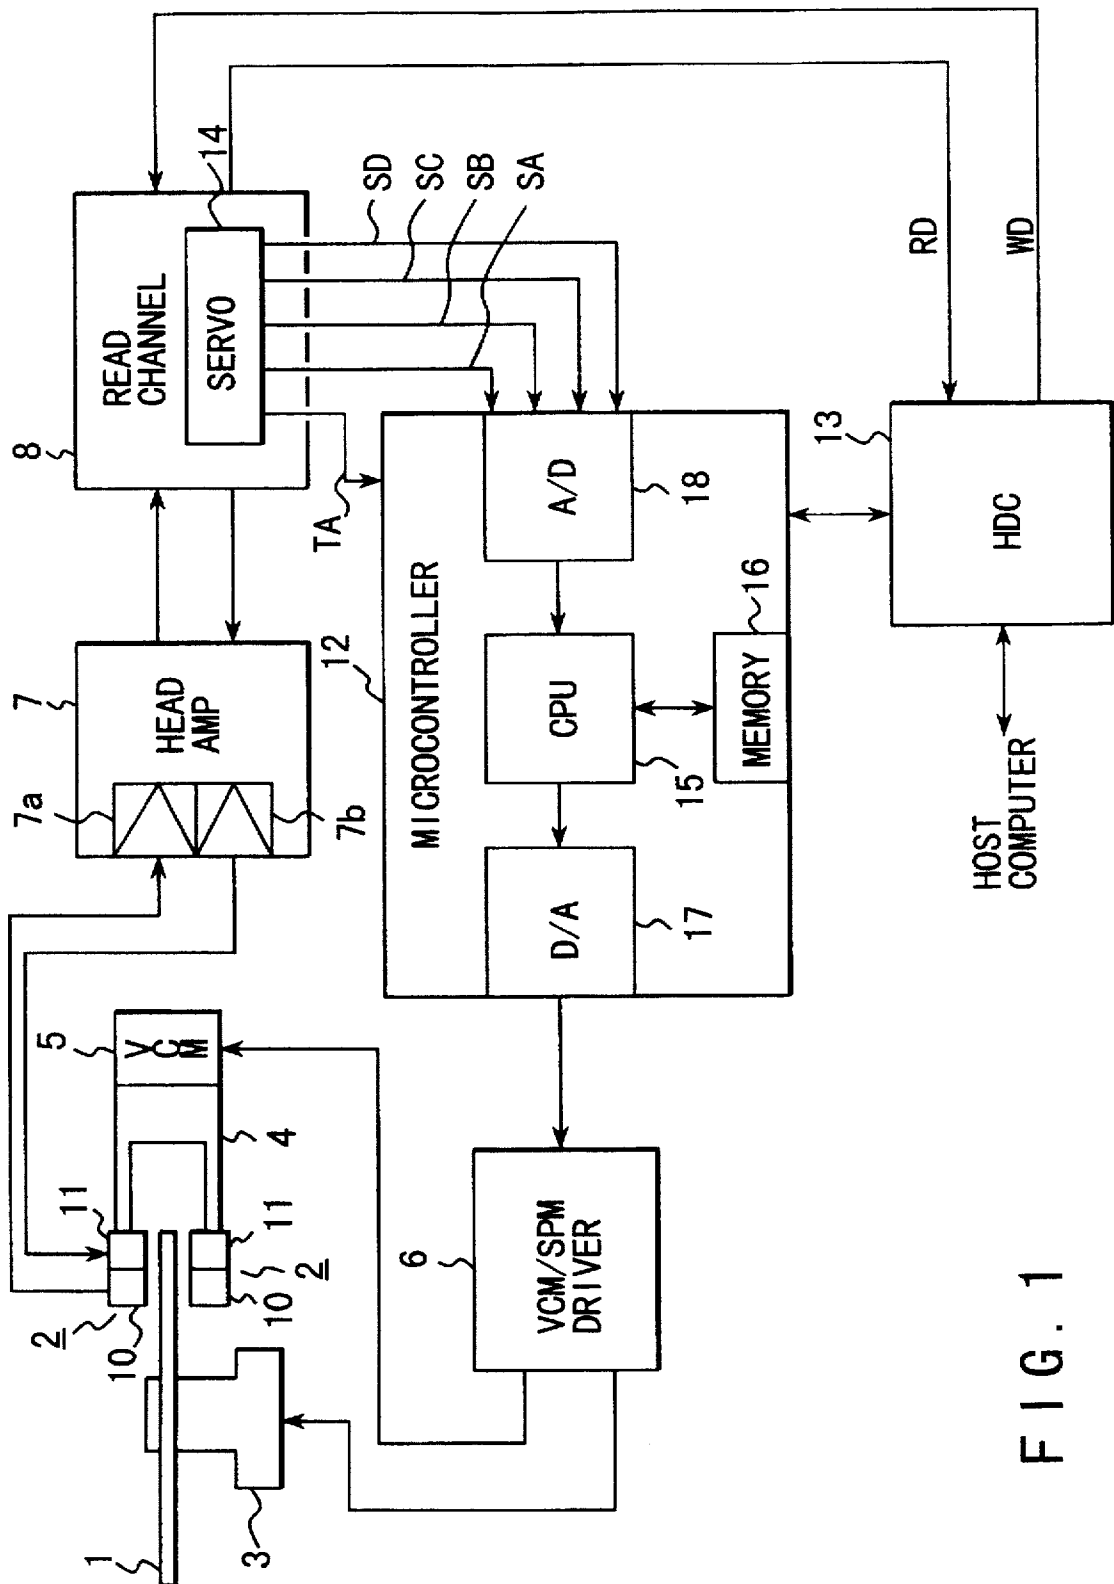 1
2
10
11
5
VCM
4
11
2
10
3
7a
7
HEAD
AMP
7b
8
READ
CHANNEL
14
SERVO
SD
SC
SB
SA
TA
12
MICROCONTROLLER
D/A
17
CPU
15
A/D
18
MEMORY
16
6
VCM/SPM
DRIVER
13
HDC
RD
WD
HOST
COMPUTER
FIG. 1